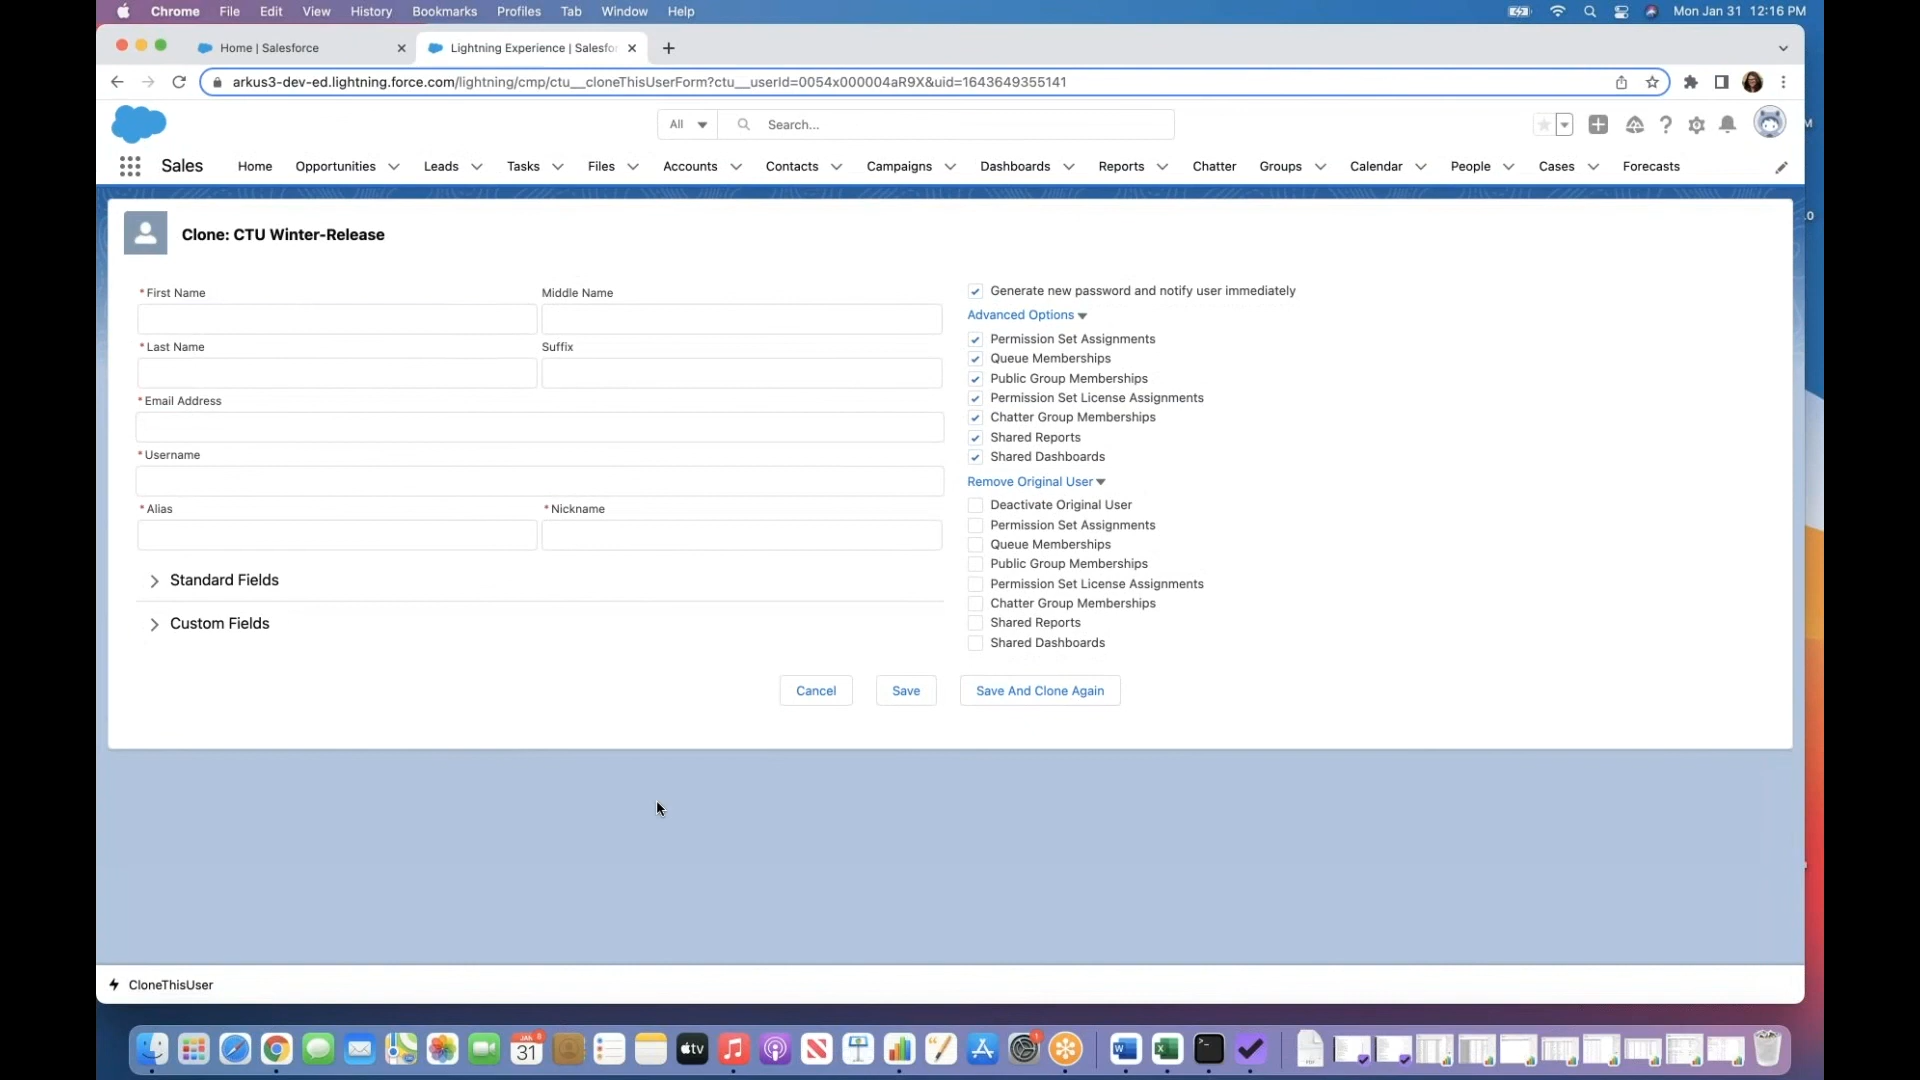 Chrome File Edit View History Bookmarks Profiles Tab Window Help Mon Jan 31 12:16 PM
Home | Salesforce Lightning Experience | Salesfo
arkus3-dev-ed.lightning.force.com/lightning/cmp/ctu__cloneThisUserForm?ctu__userId=0054x000004aR9X&uid=1643649355141
All Search...
Sales Home Opportunities Leads Tasks Files Accounts Contacts Campaigns Dashboards Reports Chatter Groups Calendar People Cases Forecasts
Clone: CTU Winter-Release
* First Name Middle Name
* Last Name Suffix
* Email Address
* Username
* Alias * Nickname
Standard Fields
Custom Fields
Generate new password and notify user immediately
Advanced Options
Permission Set Assignments
Queue Memberships
Public Group Memberships
Permission Set License Assignments
Chatter Group Memberships
Shared Reports
Shared Dashboards
Remove Original User
Deactivate Original User
Permission Set Assignments
Queue Memberships
Public Group Memberships
Permission Set License Assignments
Chatter Group Memberships
Shared Reports
Shared Dashboards
Cancel Save Save And Clone Again
CloneThisUser
JAN
31
tv